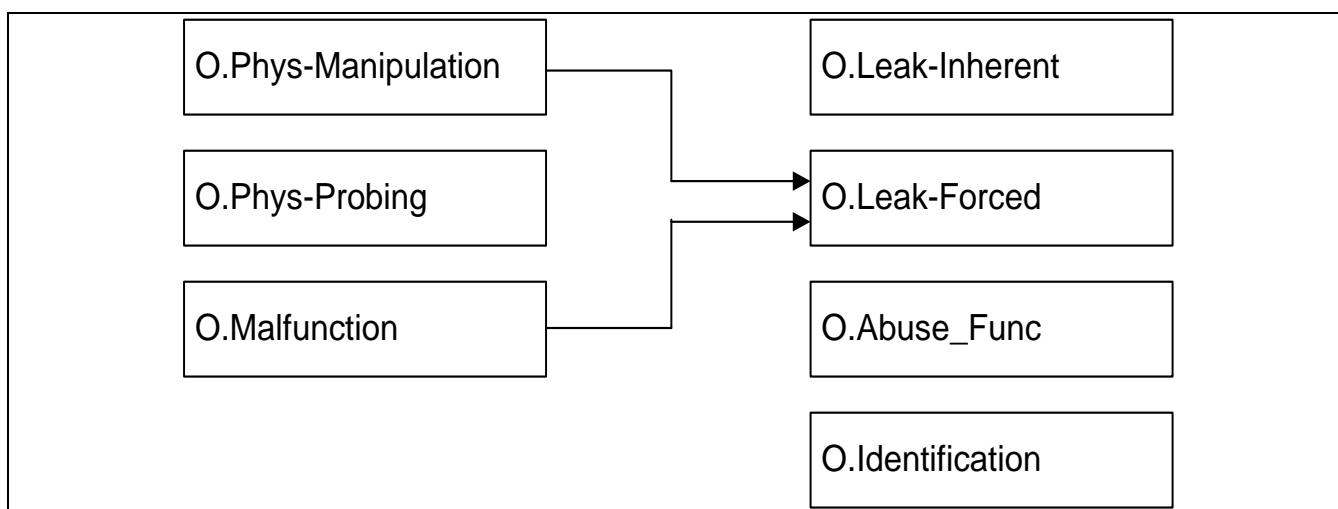 O.Phys-Manipulation
O.Leak-Inherent
O.Phys-Probing
O.Leak-Forced
O.Malfunction
O.Abuse_Func
O.Identification